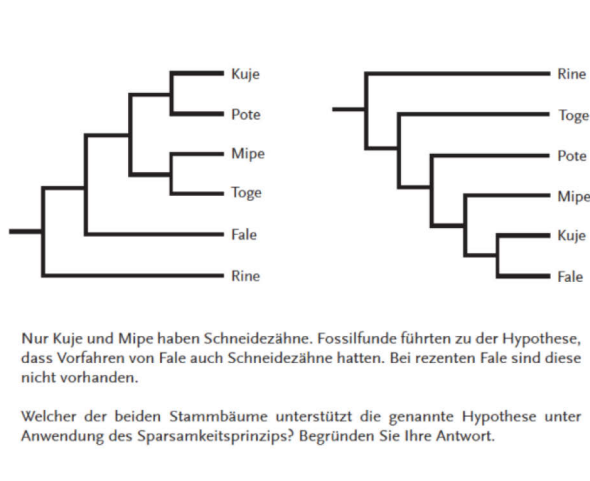 Kuje
Pote
Mipe
Toge
Fale
Rine
Rine
Toge
Pote
Mipe
Kuje
Fale
Nur Kuje und Mipe haben Schneidezähne. Fossilfunde führten zu der Hypothese,
dass Vorfahren von Fale auch Schneidezähne hatten. Bei rezenten Fale sind diese
nicht vorhanden.
Welcher der beiden Stammbäume unterstützt die genannte Hypothese unter
Anwendung des Sparsamkeitsprinzips? Begründen Sie Ihre Antwort.